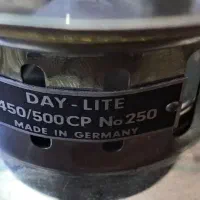 DAY-LITE
450/500CP No 250
MADE IN GERMANY